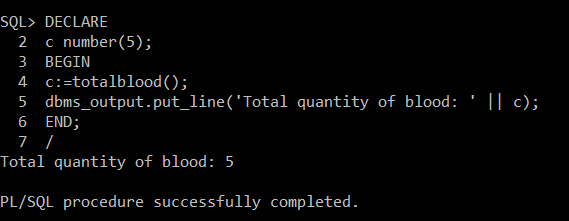 SQL> DECLARE
  2  c number(5);
  3  BEGIN
  4  c:=totalblood();
  5  dbms_output.put_line('Total quantity of blood: ' || c);
  6  END;
  7  /
Total quantity of blood: 5

PL/SQL procedure successfully completed.